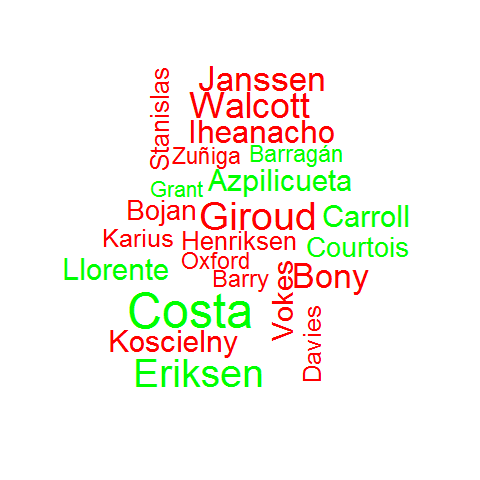 Stanislas
Janssen
Walcott
Iheanacho
Zuñiga
Barragán
Grant
Azpilicueta
Bojan
Giroud
Carroll
Karius
Henriksen
Courtois
Llorente
Oxford
Barry
Vokes
Bony
Costa
Davies
Koscielny
Eriksen